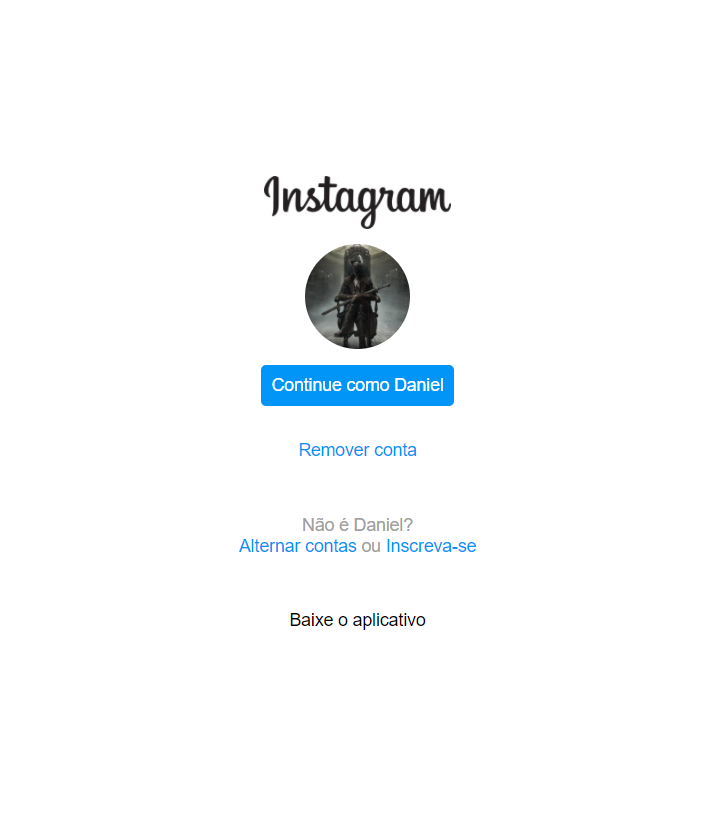 Instagram
Continue como Daniel
Remover conta
Não é Daniel?
Alternar contas ou Inscreva-se
Baixe o aplicativo